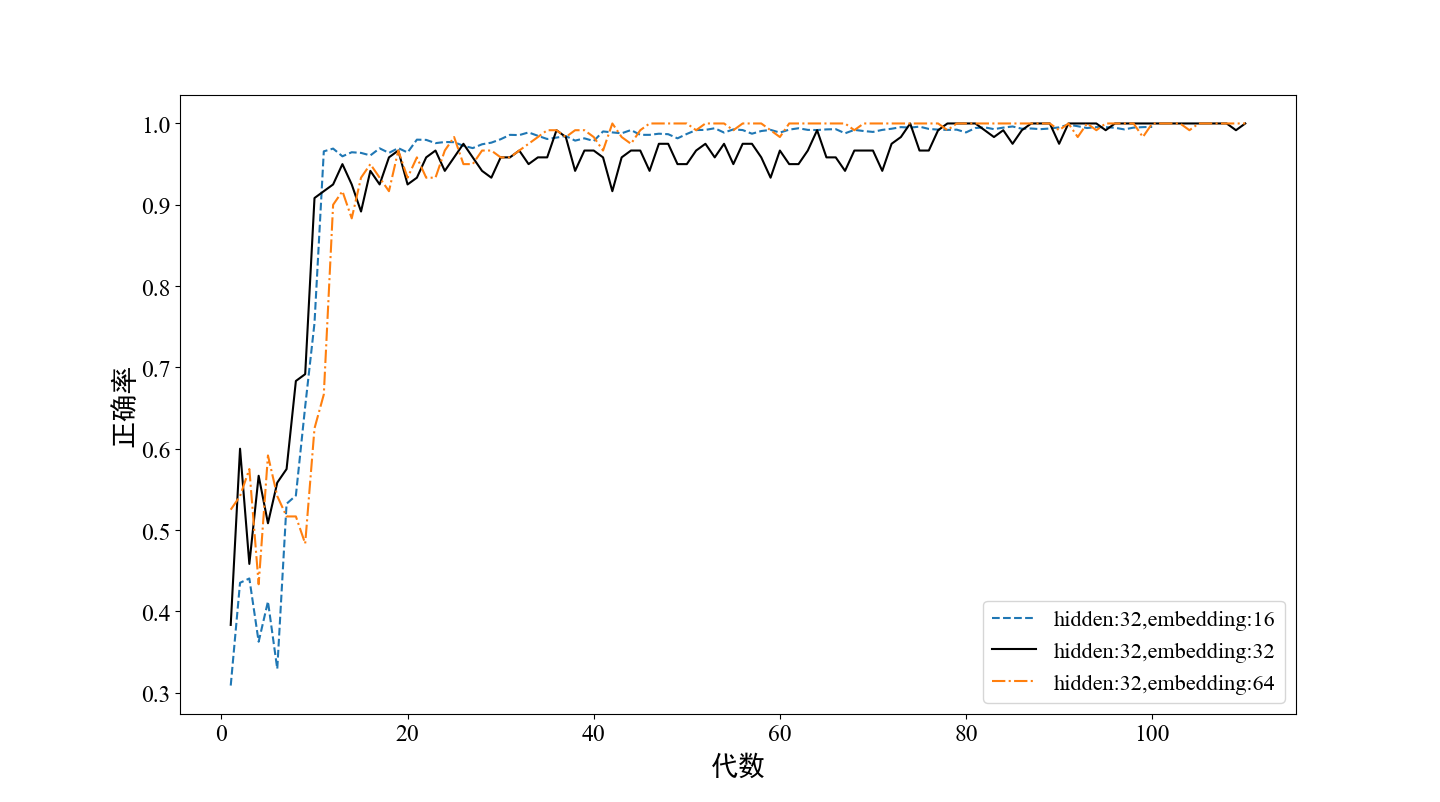 1.0
0.9
0.8
0.7
0.6
0.5
0.4
0.3
正确率
0 20 40 60 80 100
代数
hidden:32,embedding:16
hidden:32,embedding:32
hidden:32,embedding:64